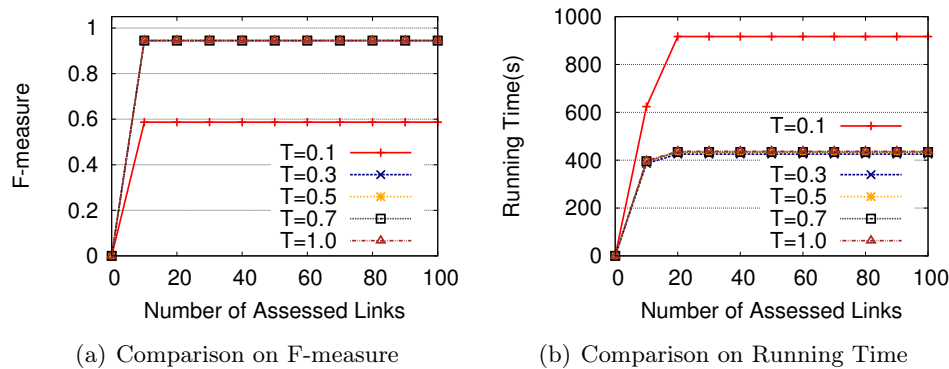 1
0.8
0.6
0.4
0.2
0
F-measure
0 20 40 60 80 100
Number of Assessed Links
T=0.1
T=0.3
T=0.5
T=0.7
T=1.0
(a) Comparison on F-measure
1000
800
600
400
200
0
Running Time(s)
0 20 40 60 80 100
Number of Assessed Links
T=0.1
T=0.3
T=0.5
T=0.7
T=1.0
(b) Comparison on Running Time